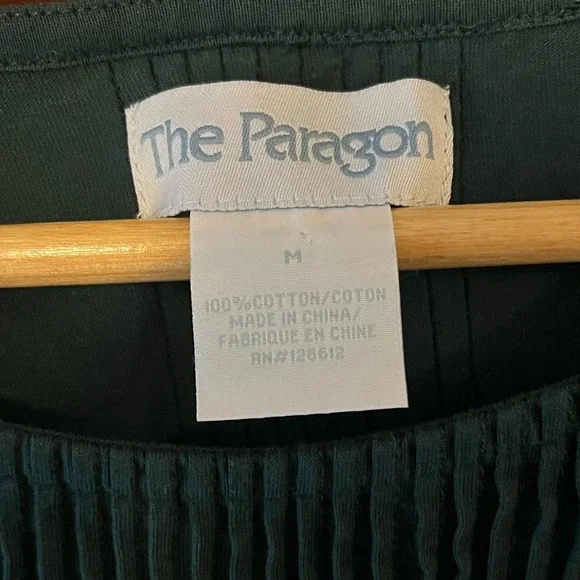 The Paragon
M
100%COTTON/COTON
MADE IN CHINA/
FABRIQUE EN CHINE
RN#128612